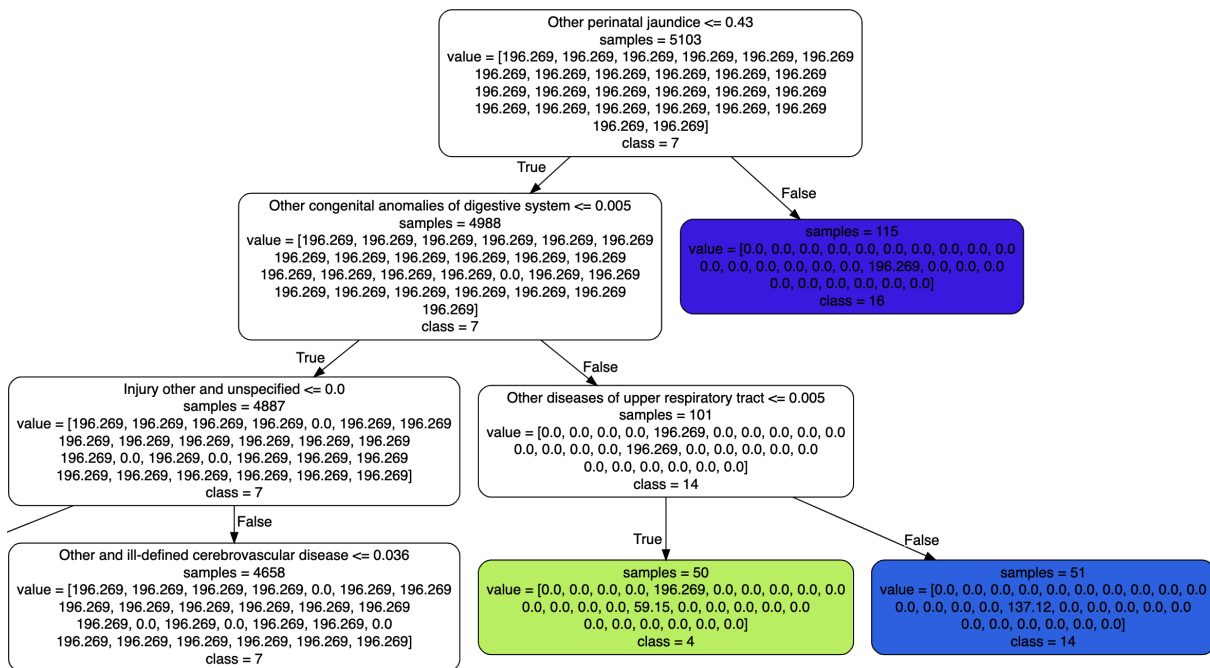 Other perinatal jaundice <= 0.43
samples = 5103
value = [196.269, 196.269, 196.269, 196.269, 196.269, 196.269
196.269, 196.269, 196.269, 196.269, 196.269, 196.269
196.269, 196.269, 196.269, 196.269, 196.269, 196.269
196.269, 196.269, 196.269, 196.269, 196.269, 196.269
196.269, 196.269]
class = 7
True
False
Other congenital anomalies of digestive system <= 0.005
samples = 4988
value = [196.269, 196.269, 196.269, 196.269, 196.269, 196.269
196.269, 196.269, 196.269, 196.269, 196.269, 196.269
196.269, 196.269, 196.269, 196.269, 0.0, 196.269, 196.269
196.269, 196.269, 196.269, 196.269, 196.269, 196.269
196.269]
class = 7
samples = 115
value = [0.0, 0.0, 0.0, 0.0, 0.0, 0.0, 0.0, 0.0, 0.0, 0.0
0.0, 0.0, 0.0, 0.0, 0.0, 0.0, 196.269, 0.0, 0.0, 0.0
0.0, 0.0, 0.0, 0.0, 0.0, 0.0]
class = 16
True
False
Injury other and unspecified <= 0.0
samples = 4887
value = [196.269, 196.269, 196.269, 196.269, 0.0, 196.269, 196.269
196.269, 196.269, 196.269, 196.269, 196.269, 196.269
196.269, 0.0, 196.269, 0.0, 196.269, 196.269, 196.269
196.269, 196.269, 196.269, 196.269, 196.269, 196.269]
class = 7
Other diseases of upper respiratory tract <= 0.005
samples = 101
value = [0.0, 0.0, 0.0, 0.0, 196.269, 0.0, 0.0, 0.0, 0.0, 0.0
0.0, 0.0, 0.0, 0.0, 196.269, 0.0, 0.0, 0.0, 0.0, 0.0
0.0, 0.0, 0.0, 0.0, 0.0, 0.0]
class = 14
False
True
False
Other and ill-defined cerebrovascular disease <= 0.036
samples = 4658
value = [196.269, 196.269, 196.269, 196.269, 0.0, 196.269, 196.269
196.269, 196.269, 196.269, 196.269, 196.269, 196.269
196.269, 0.0, 196.269, 0.0, 196.269, 196.269, 0.0
196.269, 196.269, 196.269, 196.269, 196.269, 196.269]
class = 7
samples = 50
value = [0.0, 0.0, 0.0, 0.0, 196.269, 0.0, 0.0, 0.0, 0.0, 0.0
0.0, 0.0, 0.0, 0.0, 59.15, 0.0, 0.0, 0.0, 0.0, 0.0
0.0, 0.0, 0.0, 0.0, 0.0, 0.0]
class = 4
samples = 51
value = [0.0, 0.0, 0.0, 0.0, 0.0, 0.0, 0.0, 0.0, 0.0, 0.0
0.0, 0.0, 0.0, 0.0, 137.12, 0.0, 0.0, 0.0, 0.0, 0.0
0.0, 0.0, 0.0, 0.0, 0.0, 0.0]
class = 14